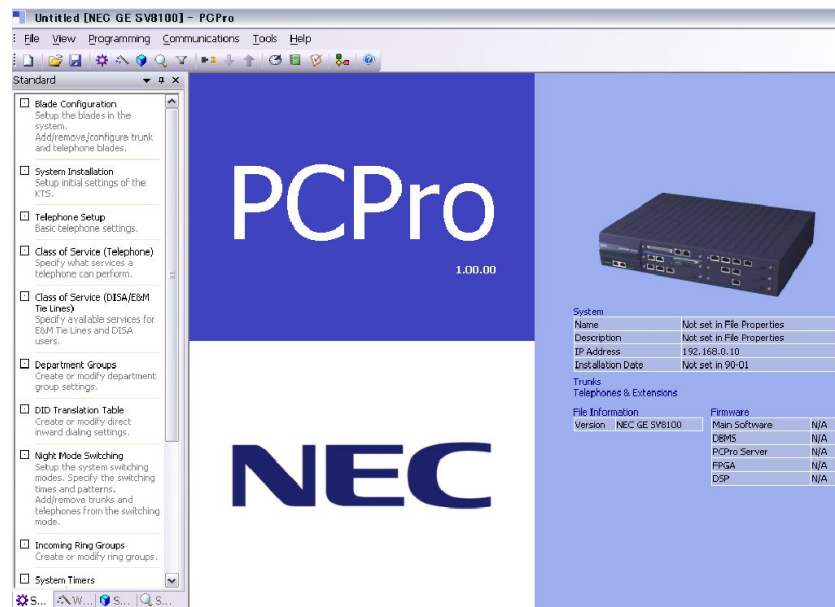 Untitled [NEC GE SV8100] - PCPro
File View Programming Communications Tools Help
Standard
Blade Configuration
Setup the blades in the
system.
Add/remove/configure trunk
and telephone blades.
System Installation
Setup initial settings of the
KTS.
Telephone Setup
Basic telephone settings.
Class of Service (Telephone)
Specify what services a
telephone can perform.
Class of Service (DISA/E&M
Tie Lines)
Specify available services for
E&M Tie Lines and DISA
users.
Department Groups
Create or modify department
group settings.
DID Translation Table
Create or modify direct
inward dialing settings.
Night Mode Switching
Setup the system switching
modes. Specify the switching
times and patterns.
Add/remove trunks and
telephones from the switching
mode.
Incoming Ring Groups
Create or modify ring groups.
System Timers
S... W... S... S...
PCPro
1.00.00
NEC
System
Name Not set in File Properties
Description Not set in File Properties
IP Address 192.168.0.10
Installation Date Not set in 90-01
Trunks
Telephones & Extensions
File Information
Version NEC GE SV8100
Firmware
Main Software N/A
DBMS N/A
PCPro Server N/A
FPGA N/A
DSP N/A